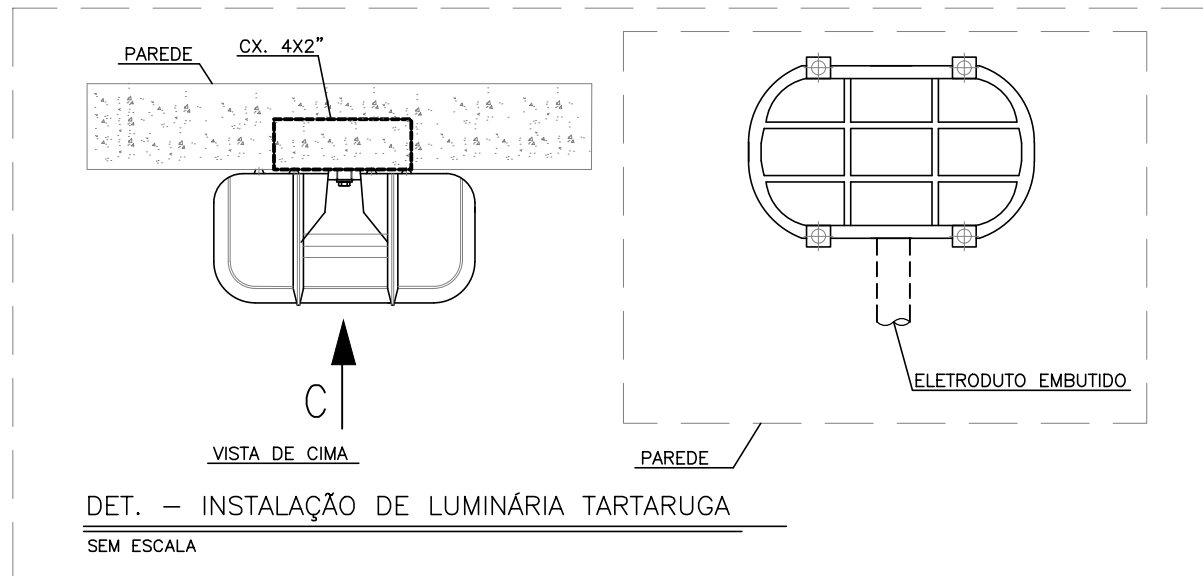 PAREDE
CX. 4X2"
C
VISTA DE CIMA
ELETRODUTO EMBUTIDO
PAREDE
DET. – INSTALAÇÃO DE LUMINÁRIA TARTARUGA
SEM ESCALA